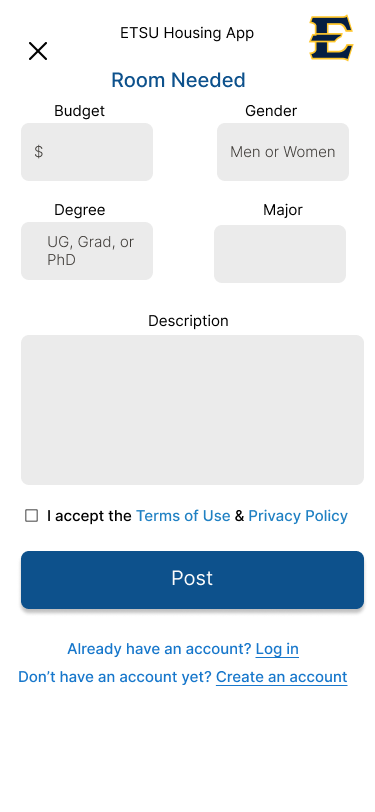 ETSU Housing App
E
Room Needed
Budget
Gender
$
Men or Women
Degree
Major
UG, Grad, or
PhD
Description
I accept the Terms of Use & Privacy Policy
Post
Already have an account? Log in
Don’t have an account yet? Create an account